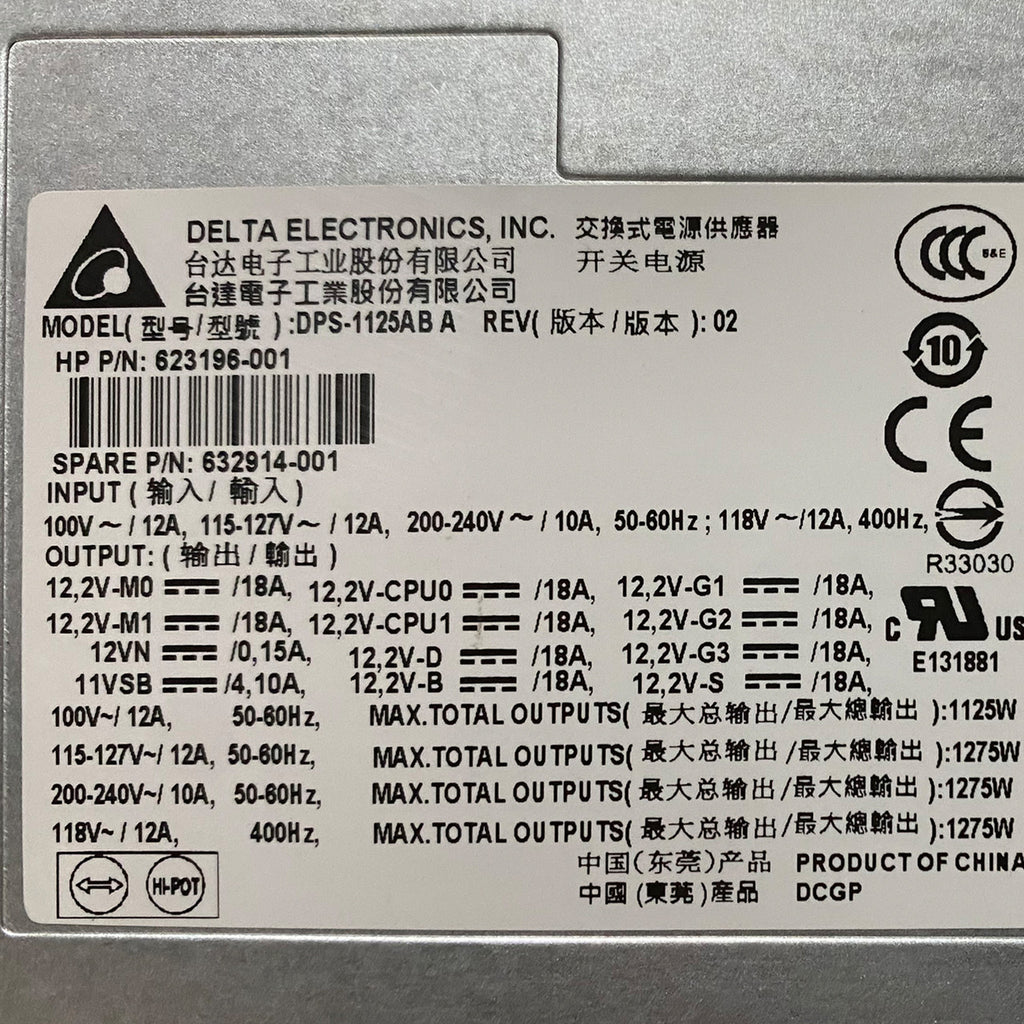 DELTA ELECTRONICS, INC. 交換式電源供應器
台达电子工业股份有限公司 开关电源
台達電子工業股份有限公司
MODEL(型号/型號):DPS-1125AB A REV(版本/版本):02
HP P/N: 623196-001
SPARE P/N: 632914-001
INPUT (输入/輸入)
100V～/12A, 115-127V～/12A, 200-240V～/10A, 50-60Hz; 118V～/12A, 400Hz,
OUTPUT: (输出/輸出)
12,2V-M0 ⎓ /18A, 12,2V-CPU0 ⎓ /18A, 12,2V-G1 ⎓ /18A,
12,2V-M1 ⎓ /18A, 12,2V-CPU1 ⎓ /18A, 12,2V-G2 ⎓ /18A,
12VN ⎓ /0,15A, 12,2V-D ⎓ /18A, 12,2V-G3 ⎓ /18A,
11VSB ⎓ /4,10A, 12,2V-B ⎓ /18A, 12,2V-S ⎓ /18A,
100V~/12A, 50-60Hz, MAX.TOTAL OUTPUTS(最大总输出/最大總輸出):1125W
115-127V~/12A, 50-60Hz, MAX.TOTAL OUTPUTS(最大总输出/最大總輸出):1275W
200-240V~/10A, 50-60Hz, MAX.TOTAL OUTPUTS(最大总输出/最大總輸出):1275W
118V~/12A, 400Hz, MAX.TOTAL OUTPUTS(最大总输出/最大總輸出):1275W
中国(东莞)产品 PRODUCT OF CHINA
中國(東莞)產品 DCGP
HI-POT
CCC S&E
10
CE
R33030
c RU US
E131881